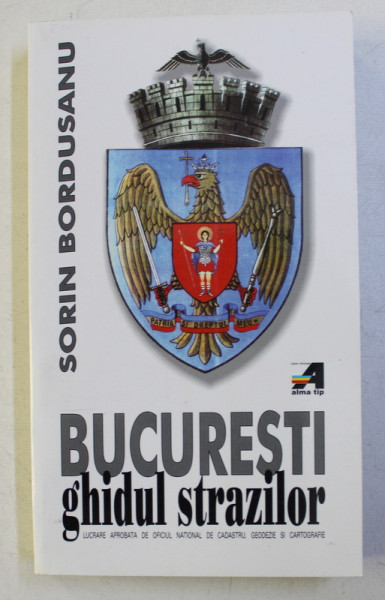 SORIN BORDUSANU
PATRIA SI DREPTUL MEU
A
alma tip
BUCURESTI
ghidul strazilor
LUCRARE APROBATA DE OFICIUL NATIONAL DE CADASTRU, GEODEZIE SI CARTOGRAFIE